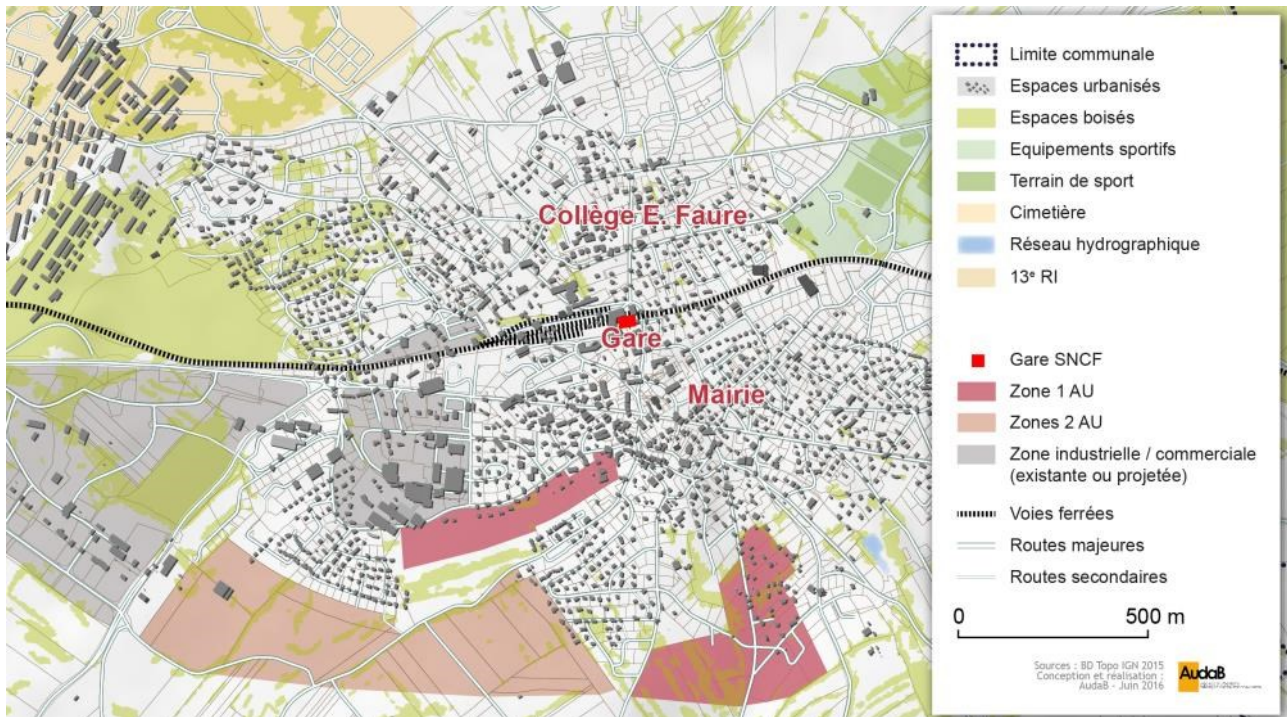 Collège E. Faure
Gare
Mairie
Limite communale
Espaces urbanisés
Espaces boisés
Equipements sportifs
Terrain de sport
Cimetière
Réseau hydrographique
13e RI
Gare SNCF
Zone 1 AU
Zones 2 AU
Zone industrielle / commerciale
(existante ou projetée)
Voies ferrées
Routes majeures
Routes secondaires
0 500 m
Sources : BD Topo IGN 2015
Conception et réalisation :
AudaB - Juin 2016
AudaB